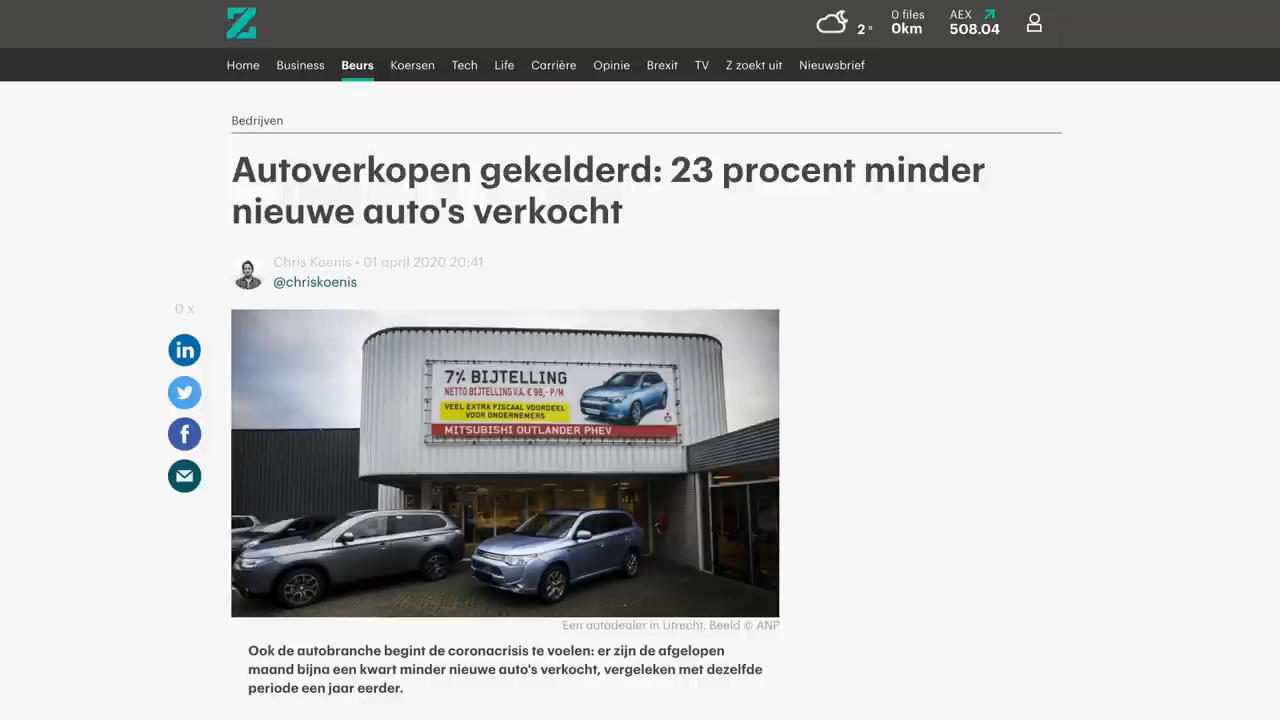 Z
2°
0 files
0km
AEX
508.04
Home Business Beurs Koersen Tech Life Carrière Opinie Brexit TV Z zoekt uit Nieuwsbrief
Bedrijven
Autoverkopen gekelderd: 23 procent minder
nieuwe auto's verkocht
Chris Koenis • 01 april 2020 20:41
@chriskoenis
0 x
in
f
7% BIJTELLING
NETTO BIJTELLING V.A. € 98,- P/M
VEEL EXTRA FISCAAL VOORDEEL
VOOR ONDERNEMERS
MITSUBISHI OUTLANDER PHEV
Een autodealer in Utrecht. Beeld © ANP
Ook de autobranche begint de coronacrisis te voelen: er zijn de afgelopen
maand bijna een kwart minder nieuwe auto's verkocht, vergeleken met dezelfde
periode een jaar eerder.